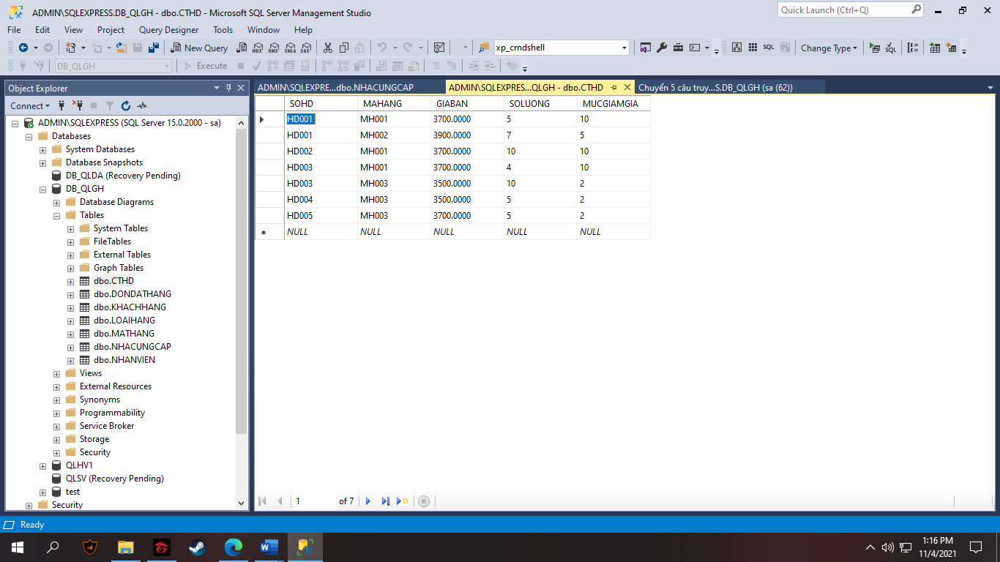 ADMIN\SQLEXPRESS.DB_QLGH - dbo.CTHD - Microsoft SQL Server Management Studio
Quick Launch (Ctrl+Q)
File Edit View Project Query Designer Tools Window Help
New Query MDX DMX XMLA DAX xp_cmdshell SQL Change Type SQL
DB_QLGH Execute
Object Explorer
Connect
ADMIN\SQLEXPRESS (SQL Server 15.0.2000 - sa)
Databases
System Databases
Database Snapshots
DB_QLDA (Recovery Pending)
DB_QLGH
Database Diagrams
Tables
System Tables
FileTables
External Tables
Graph Tables
dbo.CTHD
dbo.DONDATHANG
dbo.KHACHHANG
dbo.LOAIHANG
dbo.MATHANG
dbo.NHACUNGCAP
dbo.NHANVIEN
Views
External Resources
Synonyms
Programmability
Service Broker
Storage
Security
QLHV1
QLSV (Recovery Pending)
test
Security
ADMIN\SQLEXPRE...dbo.NHACUNGCAP ADMIN\SQLEXPRES...QLGH - dbo.CTHD Chuyển 5 câu truy...S.DB_QLGH (sa (62))
SOHD MAHANG GIABAN SOLUONG MUCGIAMGIA
HD001 MH001 3700.0000 5 10
HD001 MH002 3900.0000 7 5
HD002 MH001 3700.0000 10 10
HD003 MH001 3700.0000 4 10
HD003 MH003 3500.0000 10 2
HD004 MH003 3500.0000 5 2
HD005 MH003 3700.0000 5 2
NULL NULL NULL NULL NULL
1 of 7
Ready
1:16 PM
11/4/2021